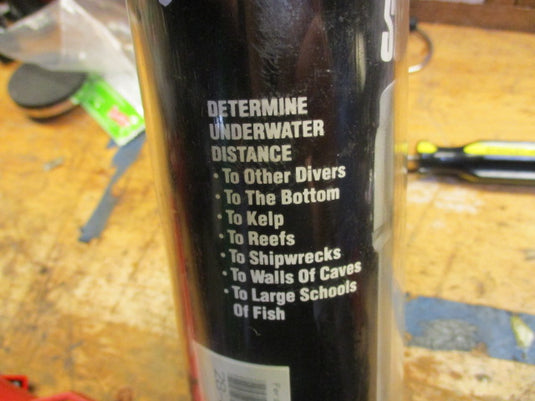 DETERMINE
UNDERWATER
DISTANCE
• To Other Divers
• To The Bottom
• To Kelp
• To Reefs
• To Shipwrecks
• To Walls Of Caves
• To Large Schools
Of Fish